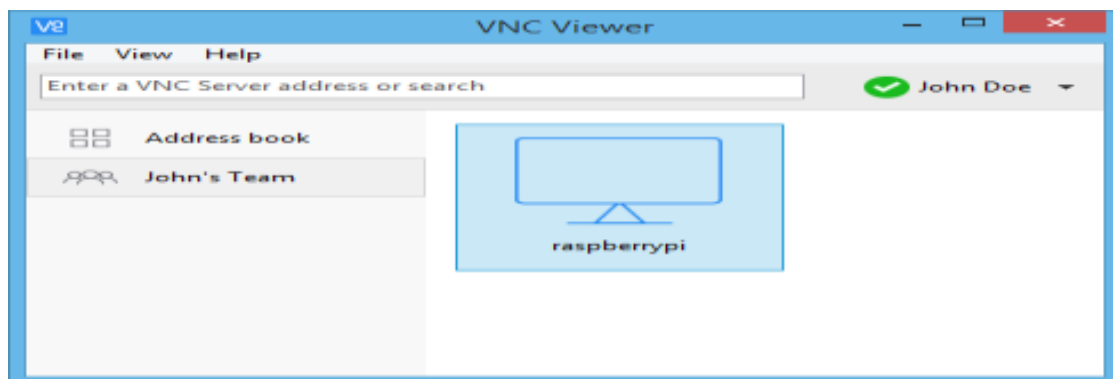 V2 VNC Viewer
File View Help
Enter a VNC Server address or search John Doe
Address book
John's Team
raspberrypi